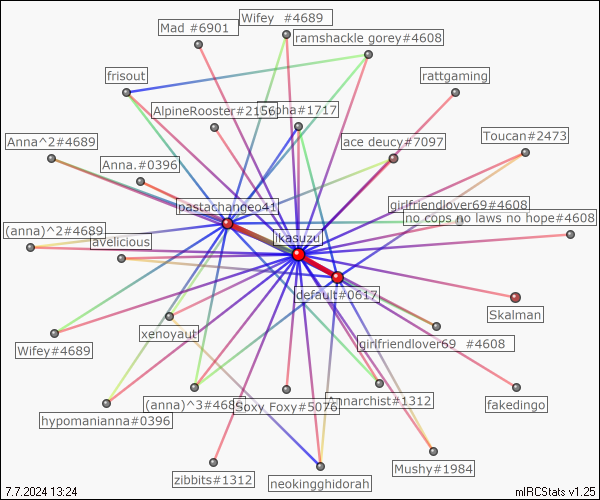 Wifey  #4689
Mad #6901
ramshackle gorey#4608
frisout
rattgaming
AlpineRooster#2156
#1717
Anna^2#4689
ace deucy#7097
Toucan#2473
Anna.#0396
pastachangeo41
girlfriendlover69#4608
no cops no laws no hope#4608
(anna)^2#4689
avelicious
ikasuzu
default#0617
Skalman
xenoyaut
girlfriendlover69  #4608
Wifey#4689
(anna)^3#4689
Soxy Foxy#5076
Annarchist#1312
fakedingo
hypomanianna#0396
Mushy#1984
zibbits#1312
neokingghidorah
7.7.2024 13:24
mIRCStats v1.25